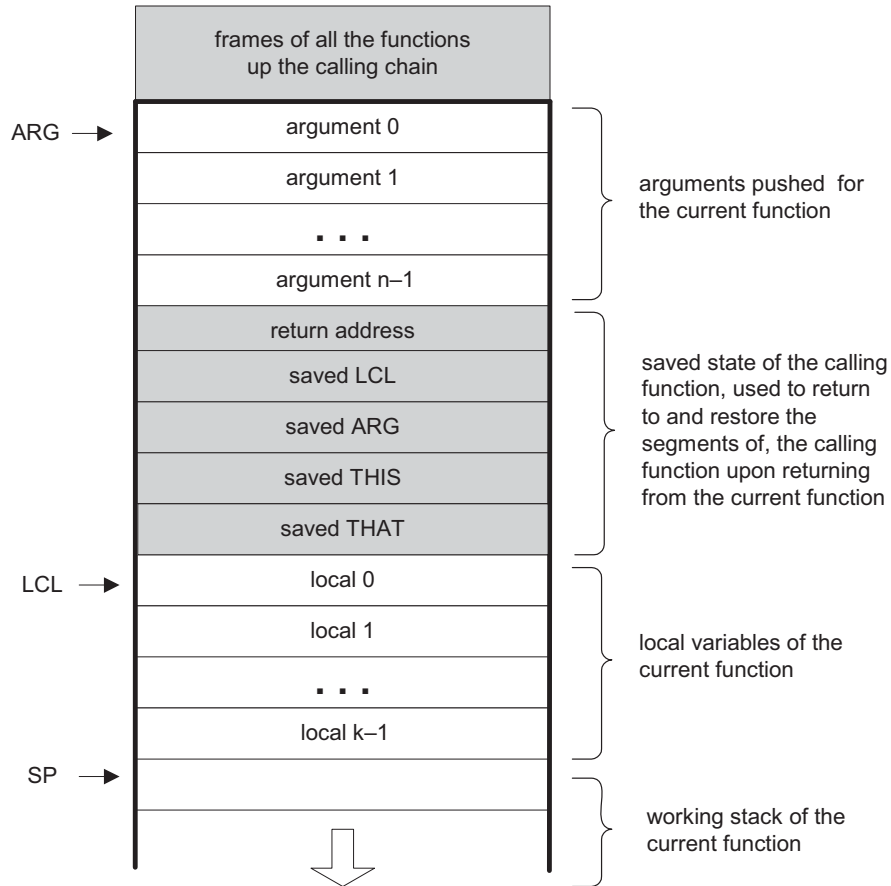 frames of all the functions
up the calling chain
ARG
argument 0
argument 1
. . .
argument n–1
arguments pushed for
the current function
return address
saved LCL
saved ARG
saved THIS
saved THAT
saved state of the calling
function, used to return
to and restore the
segments of, the calling
function upon returning
from the current function
LCL
local 0
local 1
. . .
local k–1
local variables of the
current function
SP
working stack of the
current function